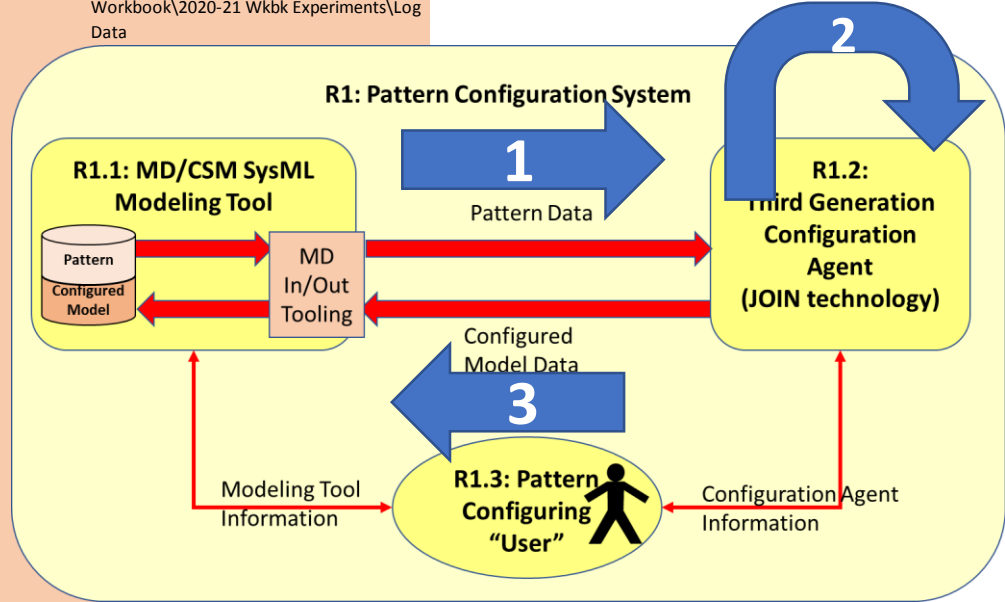 Workbook\2020-21 Wkbk Experiments\Log
Data
2
R1: Pattern Configuration System
1
R1.1: MD/CSM SysML
Modeling Tool
R1.2:
Third Generation
Configuration
Agent
(JOIN technology)
Pattern Data
Pattern
Configured
Model
MD
In/Out
Tooling
Configured
Model Data
3
R1.3: Pattern
Configuring
“User”
Modeling Tool
Information
Configuration Agent
Information